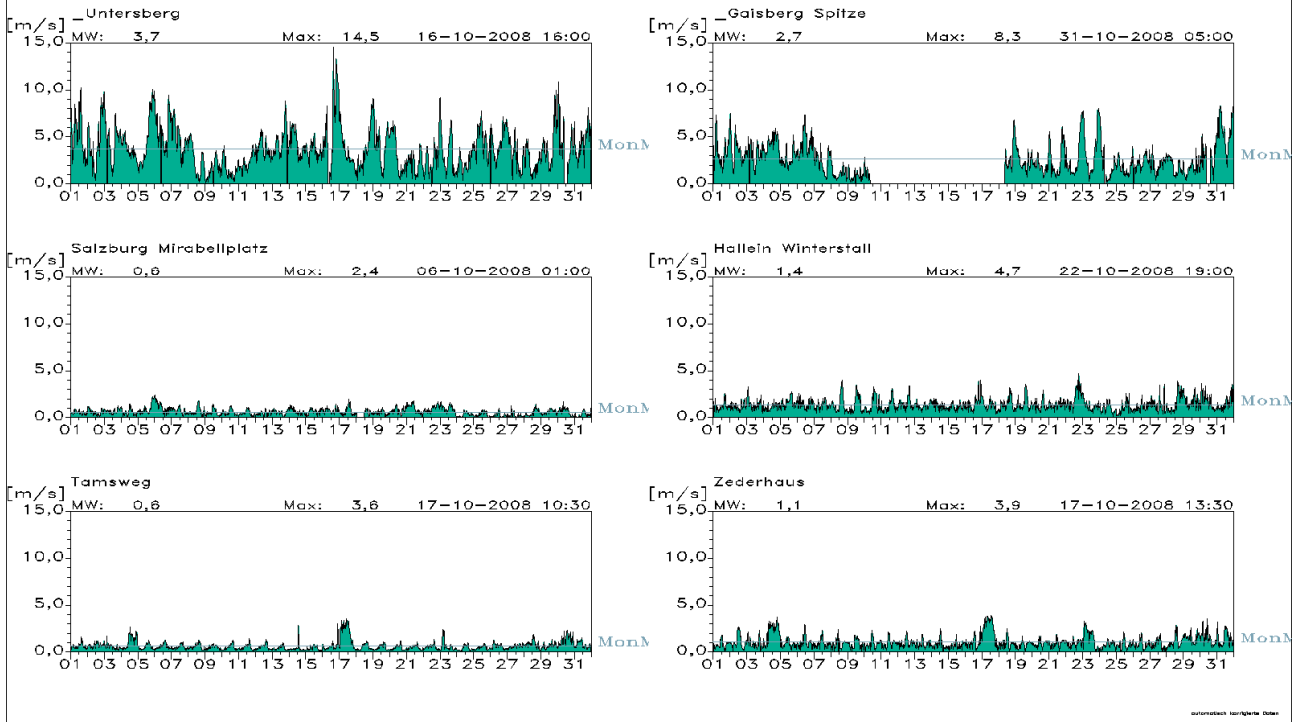 _Untersberg
[m/s]
MW: 3,7 Max: 14,5 16-10-2008 16:00
15,0
10,0
5,0
0,0
MonM
01 03 05 07 09 11 13 15 17 19 21 23 25 27 29 31
_Gaisberg Spitze
[m/s]
MW: 2,7 Max: 8,3 31-10-2008 05:00
15,0
10,0
5,0
0,0
MonM
01 03 05 07 09 11 13 15 17 19 21 23 25 27 29 31
Salzburg Mirabellplatz
[m/s]
MW: 0,6 Max: 2,4 06-10-2008 01:00
15,0
10,0
5,0
0,0
MonM
01 03 05 07 09 11 13 15 17 19 21 23 25 27 29 31
Hallein Winterstall
[m/s]
MW: 1,4 Max: 4,7 22-10-2008 19:00
15,0
10,0
5,0
0,0
MonM
01 03 05 07 09 11 13 15 17 19 21 23 25 27 29 31
Tamsweg
[m/s]
MW: 0,6 Max: 3,6 17-10-2008 10:30
15,0
10,0
5,0
0,0
MonM
01 03 05 07 09 11 13 15 17 19 21 23 25 27 29 31
Zederhaus
[m/s]
MW: 1,1 Max: 3,9 17-10-2008 13:30
15,0
10,0
5,0
0,0
MonM
01 03 05 07 09 11 13 15 17 19 21 23 25 27 29 31
automatisch korrigierte Daten